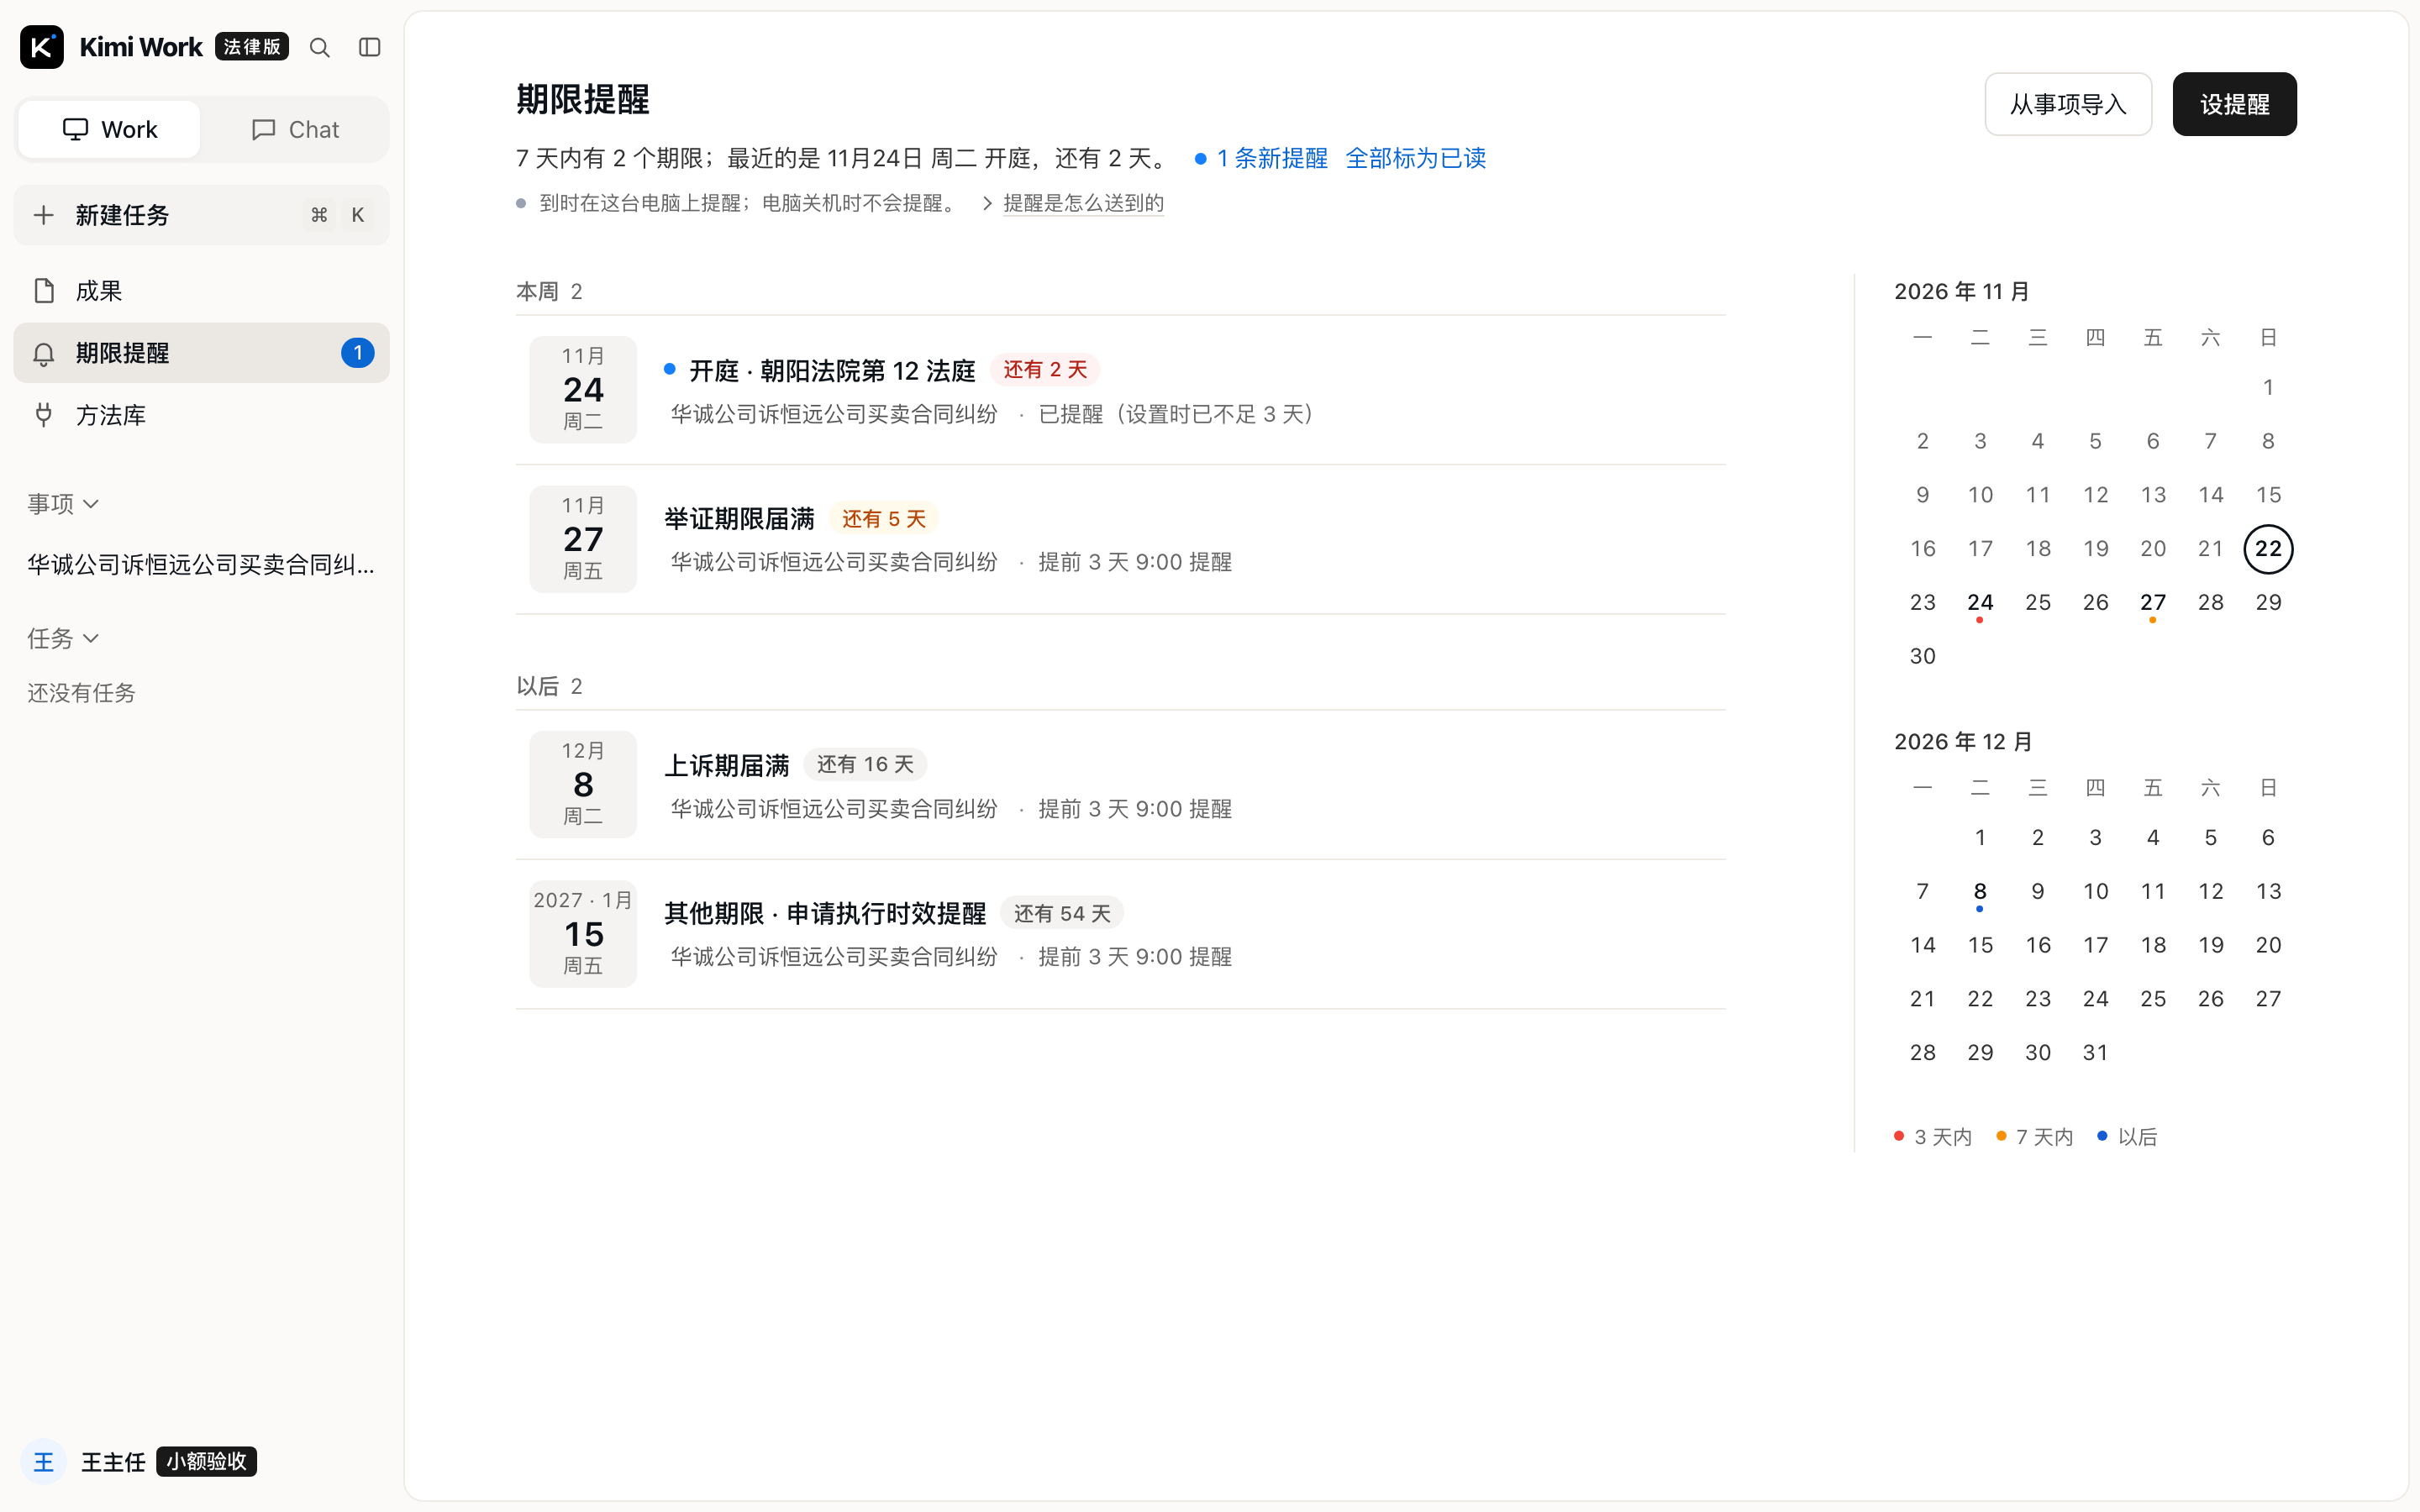 Kimi Work 法律版
Work
Chat
新建任务 ⌘ K
成果
期限提醒 1
方法库
事项
华诚公司诉恒远公司买卖合同纠...
任务
还没有任务
王 王主任 小额验收
期限提醒
从事项导入
设提醒
7 天内有 2 个期限；最近的是 11月24日 周二 开庭，还有 2 天。 1 条新提醒 全部标为已读
到时在这台电脑上提醒；电脑关机时不会提醒。 提醒是怎么送到的
本周 2
11月
24
周二
开庭 · 朝阳法院第 12 法庭 还有 2 天
华诚公司诉恒远公司买卖合同纠纷 · 已提醒（设置时已不足 3 天）
11月
27
周五
举证期限届满 还有 5 天
华诚公司诉恒远公司买卖合同纠纷 · 提前 3 天 9:00 提醒
以后 2
12月
8
周二
上诉期届满 还有 16 天
华诚公司诉恒远公司买卖合同纠纷 · 提前 3 天 9:00 提醒
2027 · 1月
15
周五
其他期限 · 申请执行时效提醒 还有 54 天
华诚公司诉恒远公司买卖合同纠纷 · 提前 3 天 9:00 提醒
2026 年 11 月
一 二 三 四 五 六 日
1
2 3 4 5 6 7 8
9 10 11 12 13 14 15
16 17 18 19 20 21 22
23 24 25 26 27 28 29
30
2026 年 12 月
一 二 三 四 五 六 日
1 2 3 4 5 6
7 8 9 10 11 12 13
14 15 16 17 18 19 20
21 22 23 24 25 26 27
28 29 30 31
3 天内 7 天内 以后